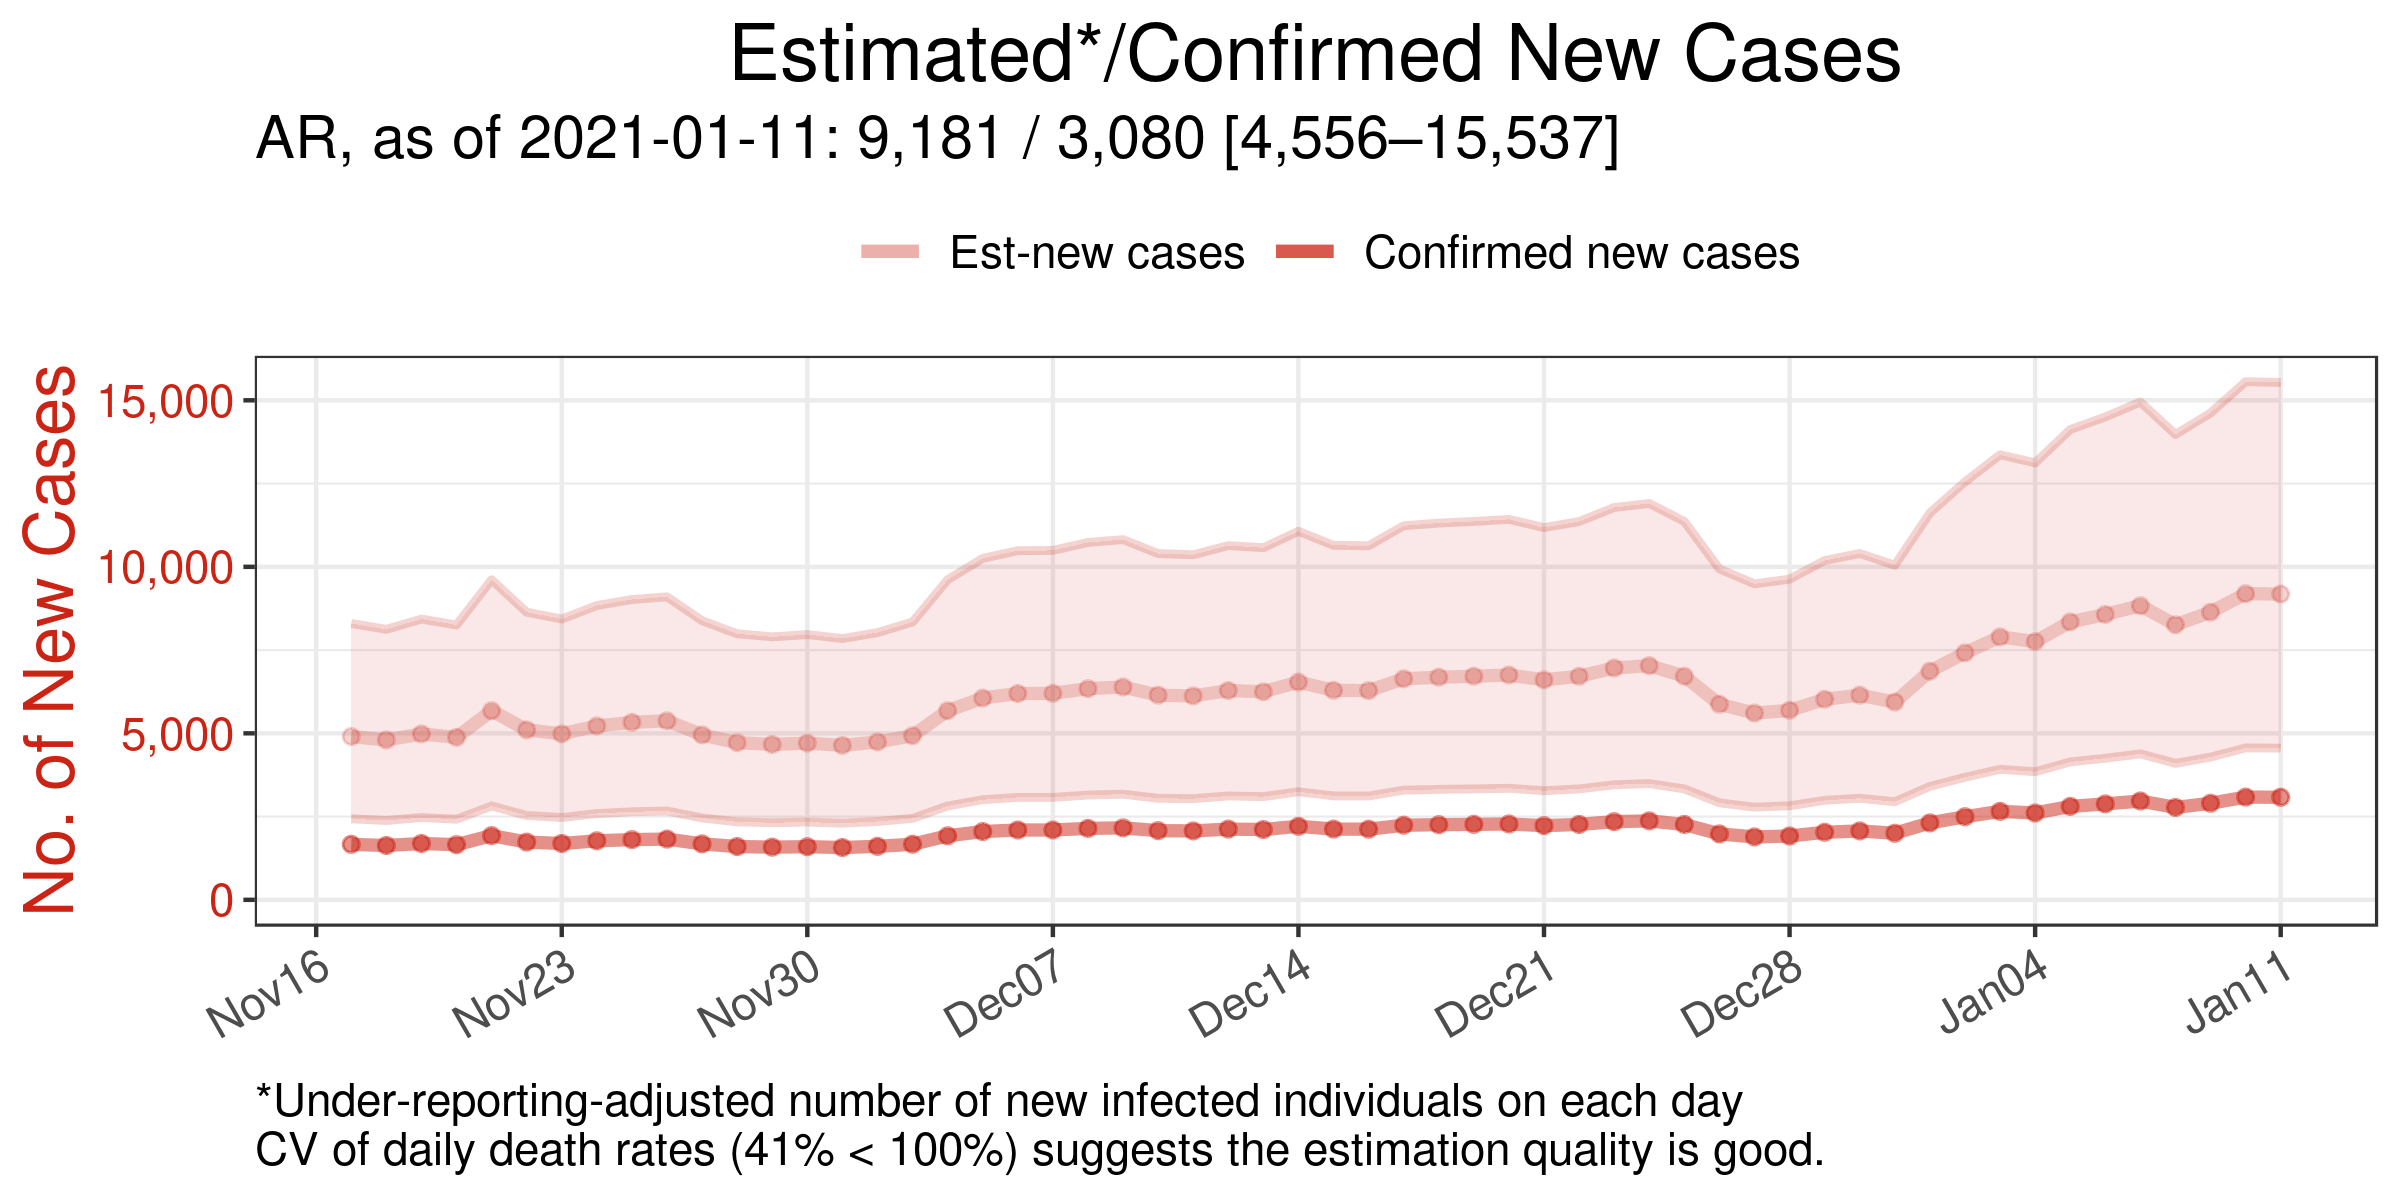 Estimated*/Confirmed New Cases
AR, as of 2021-01-11: 9,181 / 3,080 [4,556–15,537]
Est-new cases
Confirmed new cases
No. of New Cases
15,000
10,000
5,000
0
Nov16
Nov23
Nov30
Dec07
Dec14
Dec21
Dec28
Jan04
Jan11
*Under-reporting-adjusted number of new infected individuals on each day
CV of daily death rates (41% < 100%) suggests the estimation quality is good.